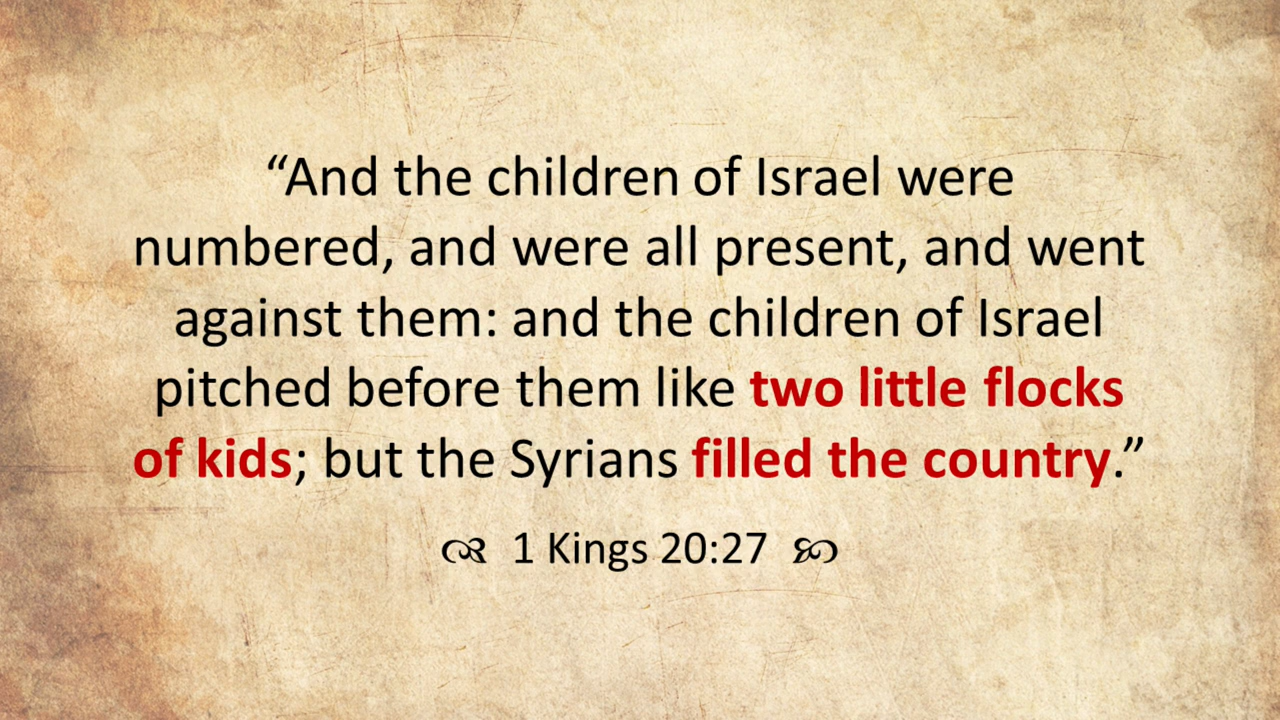 “And the children of Israel were
numbered, and were all present, and went
against them: and the children of Israel
pitched before them like two little flocks
of kids; but the Syrians filled the country.”
1 Kings 20:27